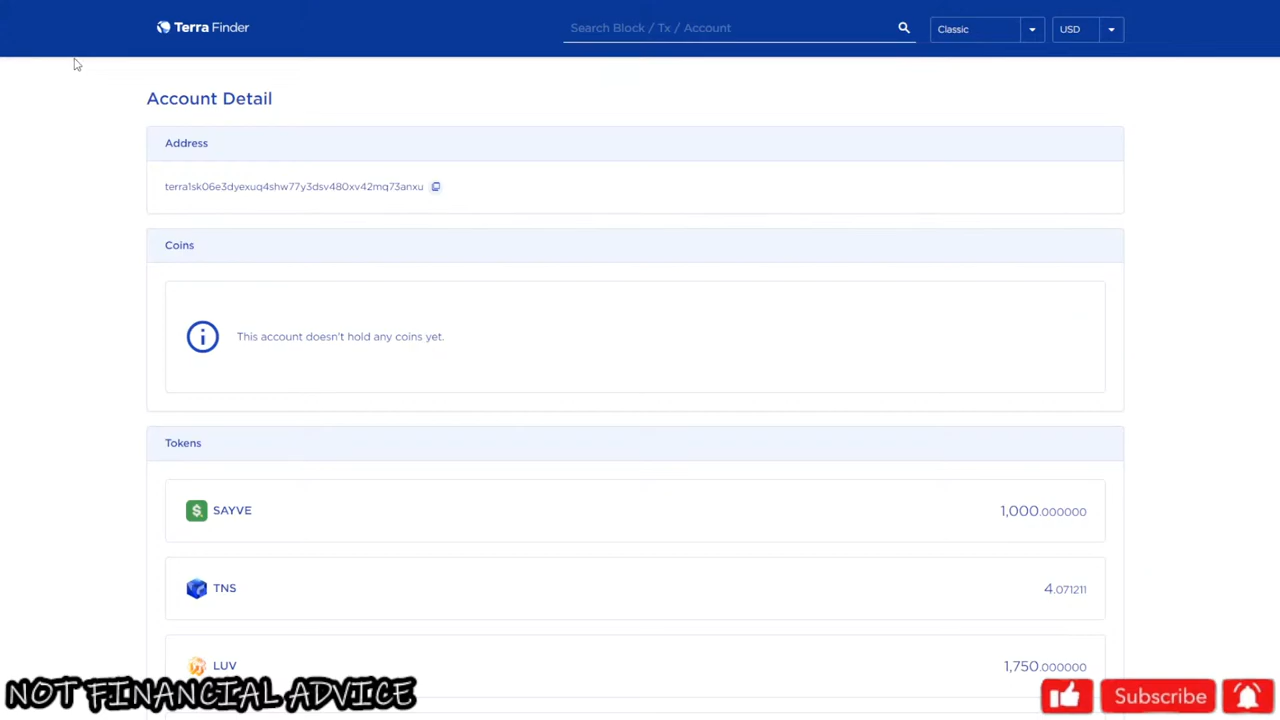 Terra Finder
Search Block / Tx / Account
Classic
USD
Account Detail
Address
terra1sk06e3dyexuq4shw77y3dsv480xv42mq73anxu
Coins
This account doesn't hold any coins yet.
Tokens
SAYVE 1,000.000000
TNS 4.071211
LUV 1,750.000000
NOT FINANCIAL ADVICE
Subscribe